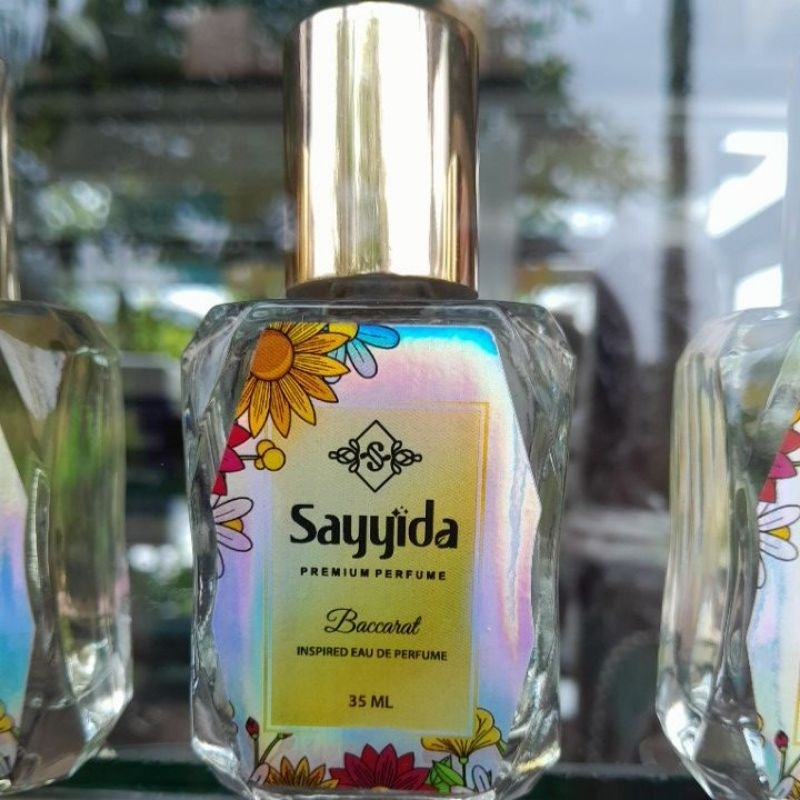 S
Sayyida
PREMIUM PERFUME
Baccarat
INSPIRED EAU DE PERFUME
35 ML